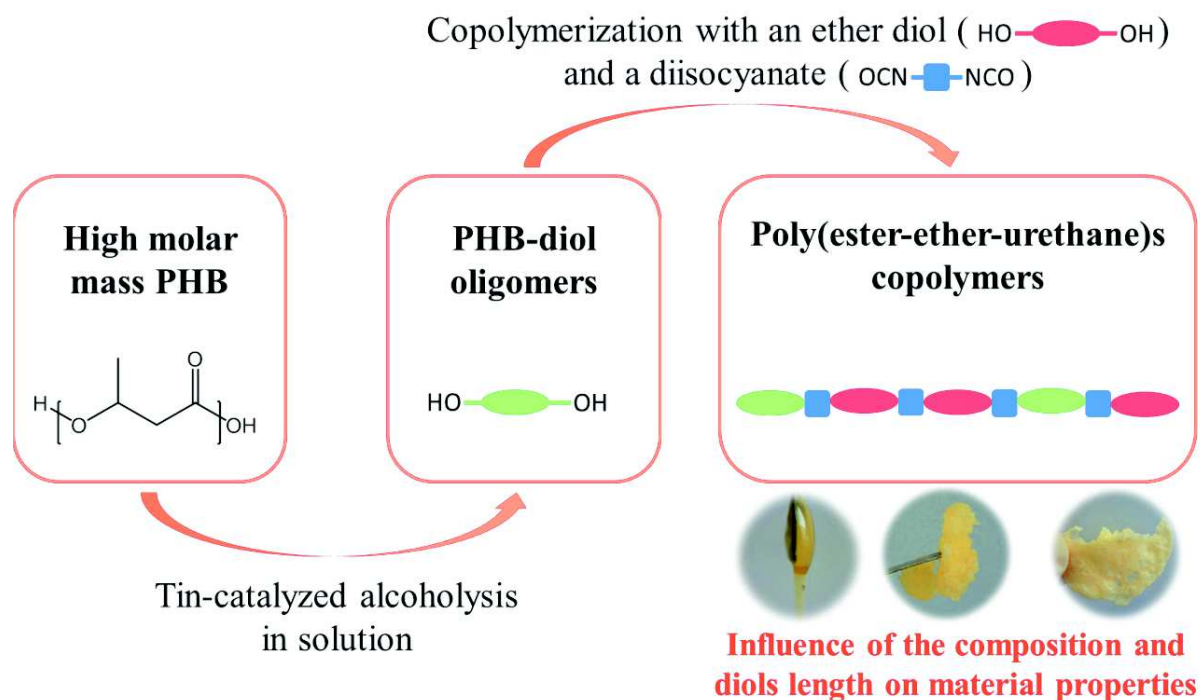 Copolymerization with an ether diol ( HO OH )
and a diisocyanate ( OCN NCO )
High molar
mass PHB
H O O OH
PHB-diol
oligomers
HO OH
Poly(ester-ether-urethane)s
copolymers
Tin-catalyzed alcoholysis
in solution
Influence of the composition and
diols length on material properties